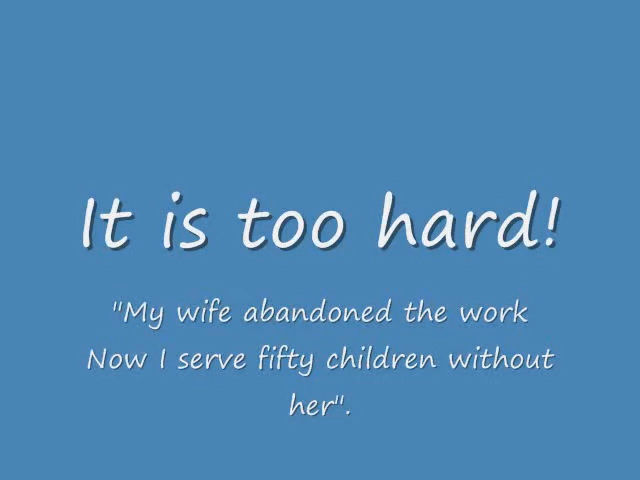 It is too hard!
"My wife abandoned the work
Now I serve fifty children without
her".